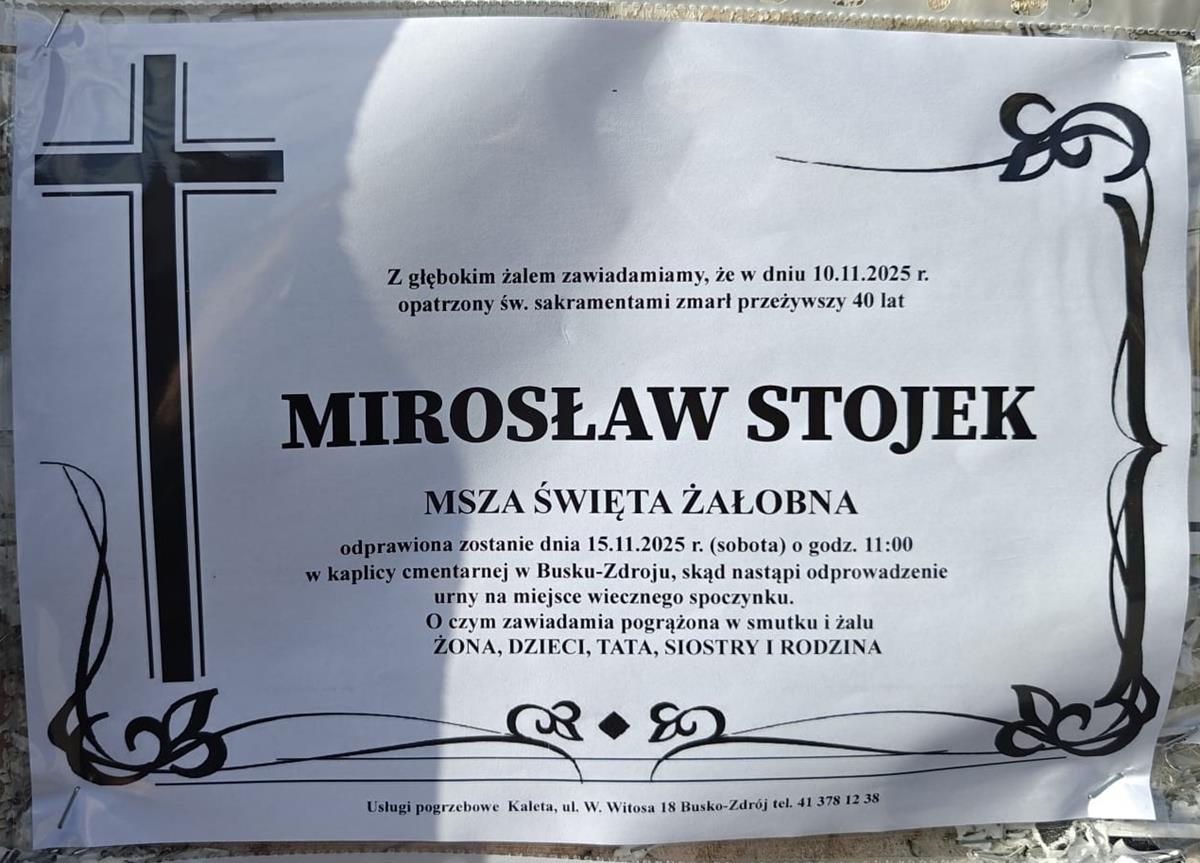 Z głębokim żalem zawiadamiamy, że w dniu 10.11.2025 r.
opatrzony św. sakramentami zmarł przeżywszy 40 lat
MIROSŁAW STOJEK
MSZA ŚWIĘTA ŻAŁOBNA
odprawiona zostanie dnia 15.11.2025 r. (sobota) o godz. 11:00
w kaplicy cmentarnej w Busku-Zdroju, skąd nastąpi odprowadzenie
urny na miejsce wiecznego spoczynku.
O czym zawiadamia pogrążona w smutku i żalu
ŻONA, DZIECI, TATA, SIOSTRY I RODZINA
Usługi pogrzebowe Kaleta, ul. W. Witosa 18 Busko-Zdrój tel. 41 378 12 38